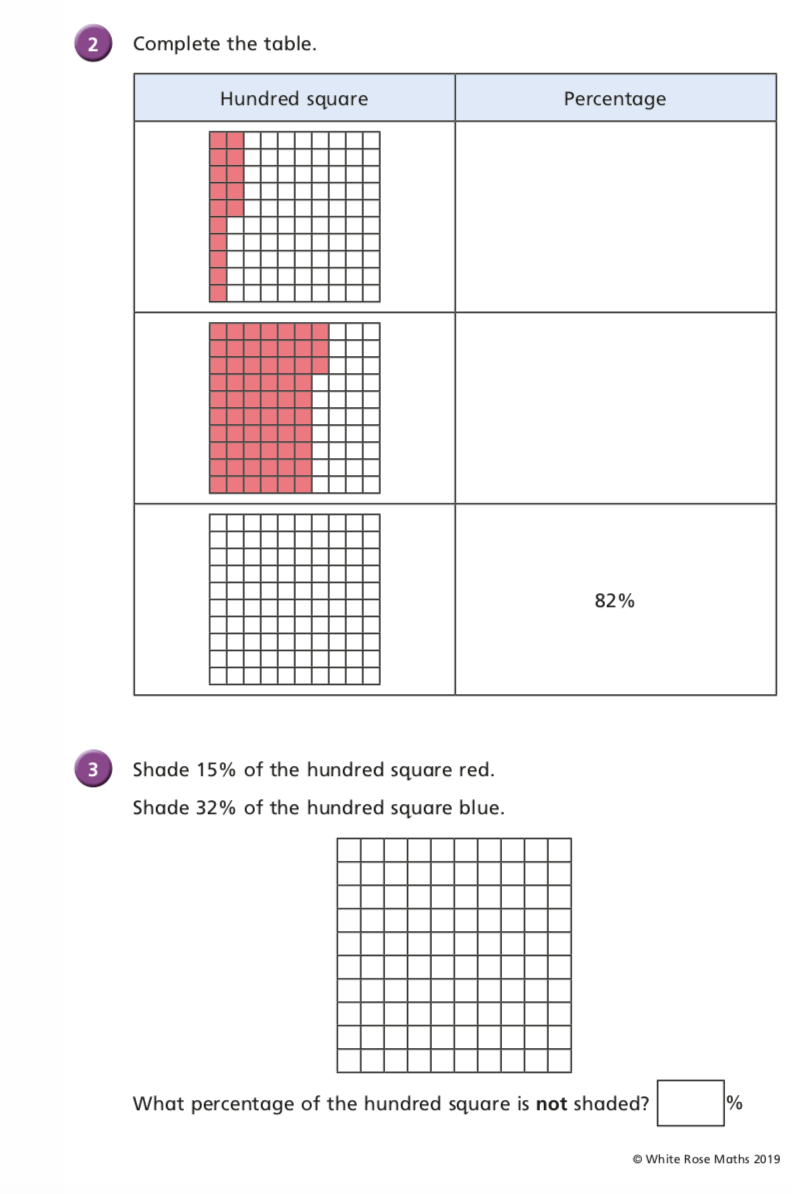 2 Complete the table.
Hundred square Percentage
82%
3 Shade 15% of the hundred square red.
Shade 32% of the hundred square blue.
What percentage of the hundred square is not shaded? %
© White Rose Maths 2019